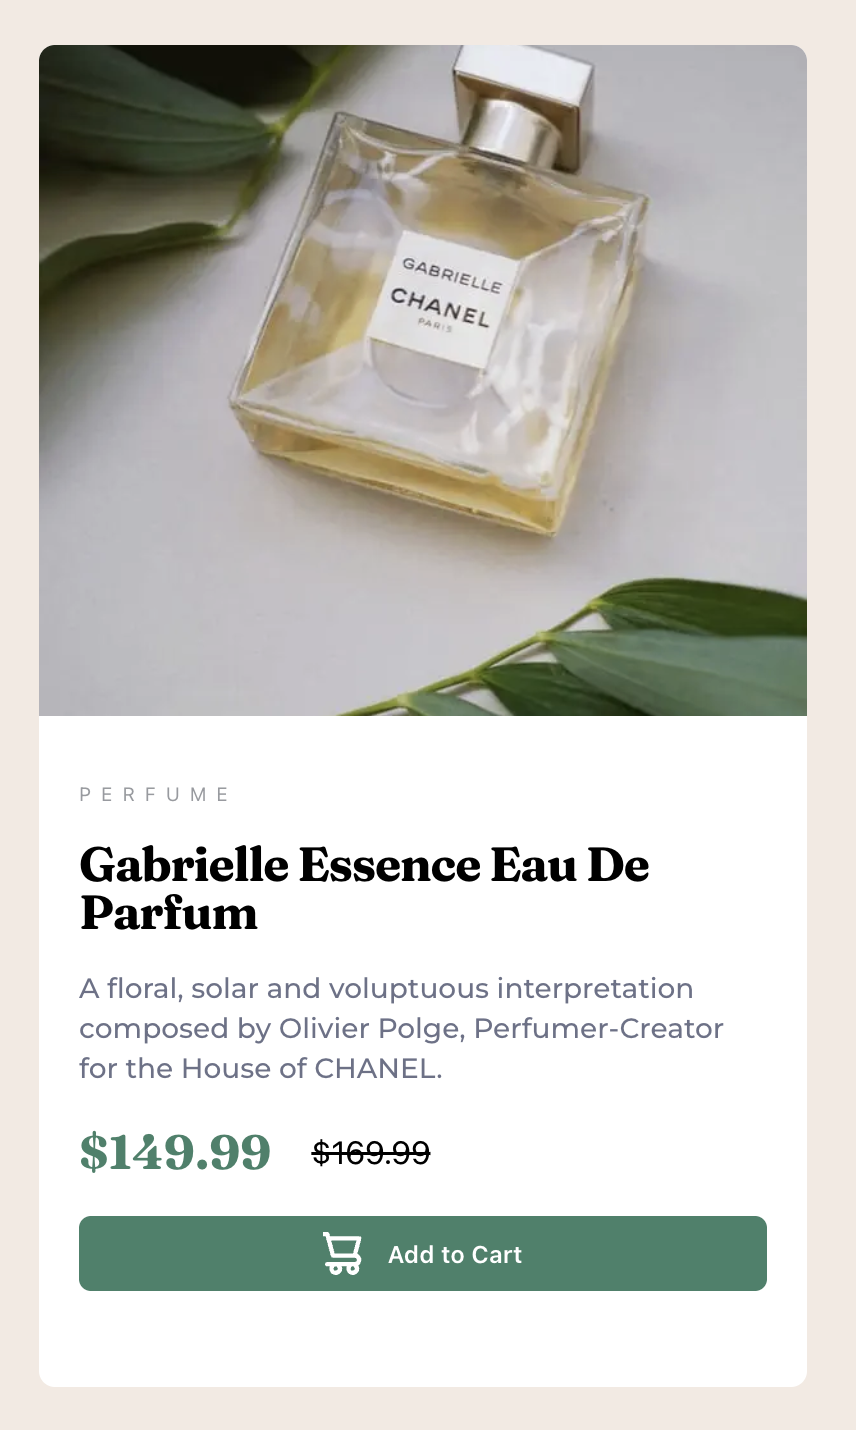 GABRIELLE
CHANEL
PARIS
PERFUME
Gabrielle Essence Eau De
Parfum
A floral, solar and voluptuous interpretation
composed by Olivier Polge, Perfumer-Creator
for the House of CHANEL.
$149.99 $169.99
Add to Cart